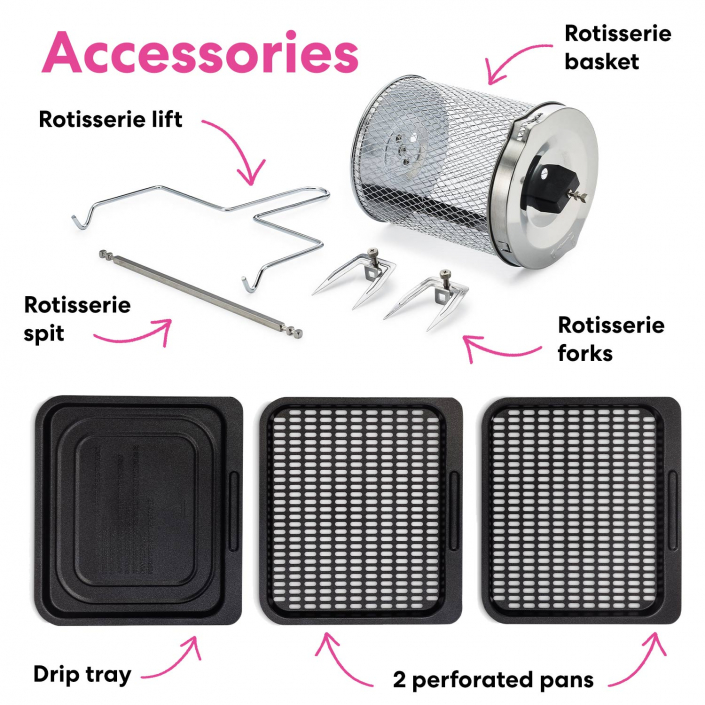 Accessories
Rotisserie
basket
Rotisserie lift
Rotisserie
spit
Rotisserie
forks
Drip tray
2 perforated pans